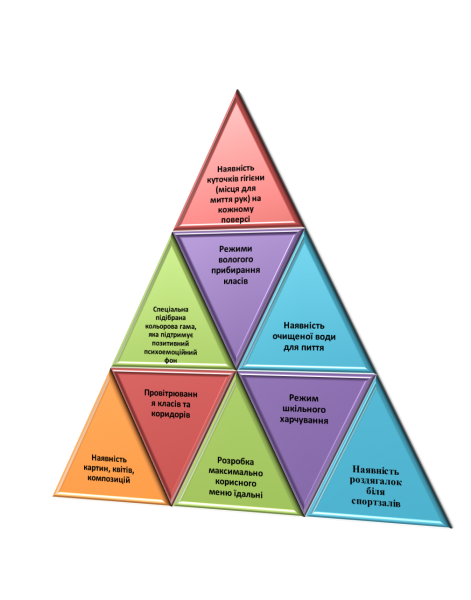 Наявність
куточків гігієни
(місця для
миття рук) на
кожному
поверсі
Режими
вологого
прибирання
класів
Спеціальна
підібрана
кольорова гама,
яка підтримує
позитивний
психоемоційний
фон
Наявність
очищеної води
для пиття
Провітрюванн
я класів та
коридорів
Режим
шкільного
харчування
Наявність
картин, квітів,
композицій
Розробка
максимально
корисного
меню їдальні
Наявність
роздягалок
біля
спортзалів